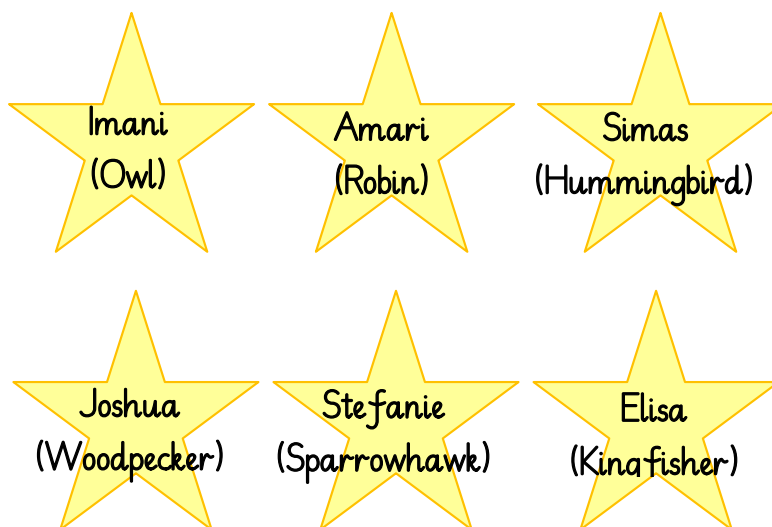 Imani
(Owl)
Amari
(Robin)
Simas
(Hummingbird)
Joshua
(Woodpecker)
Stefanie
(Sparrowhawk)
Elisa
(Kingfisher)